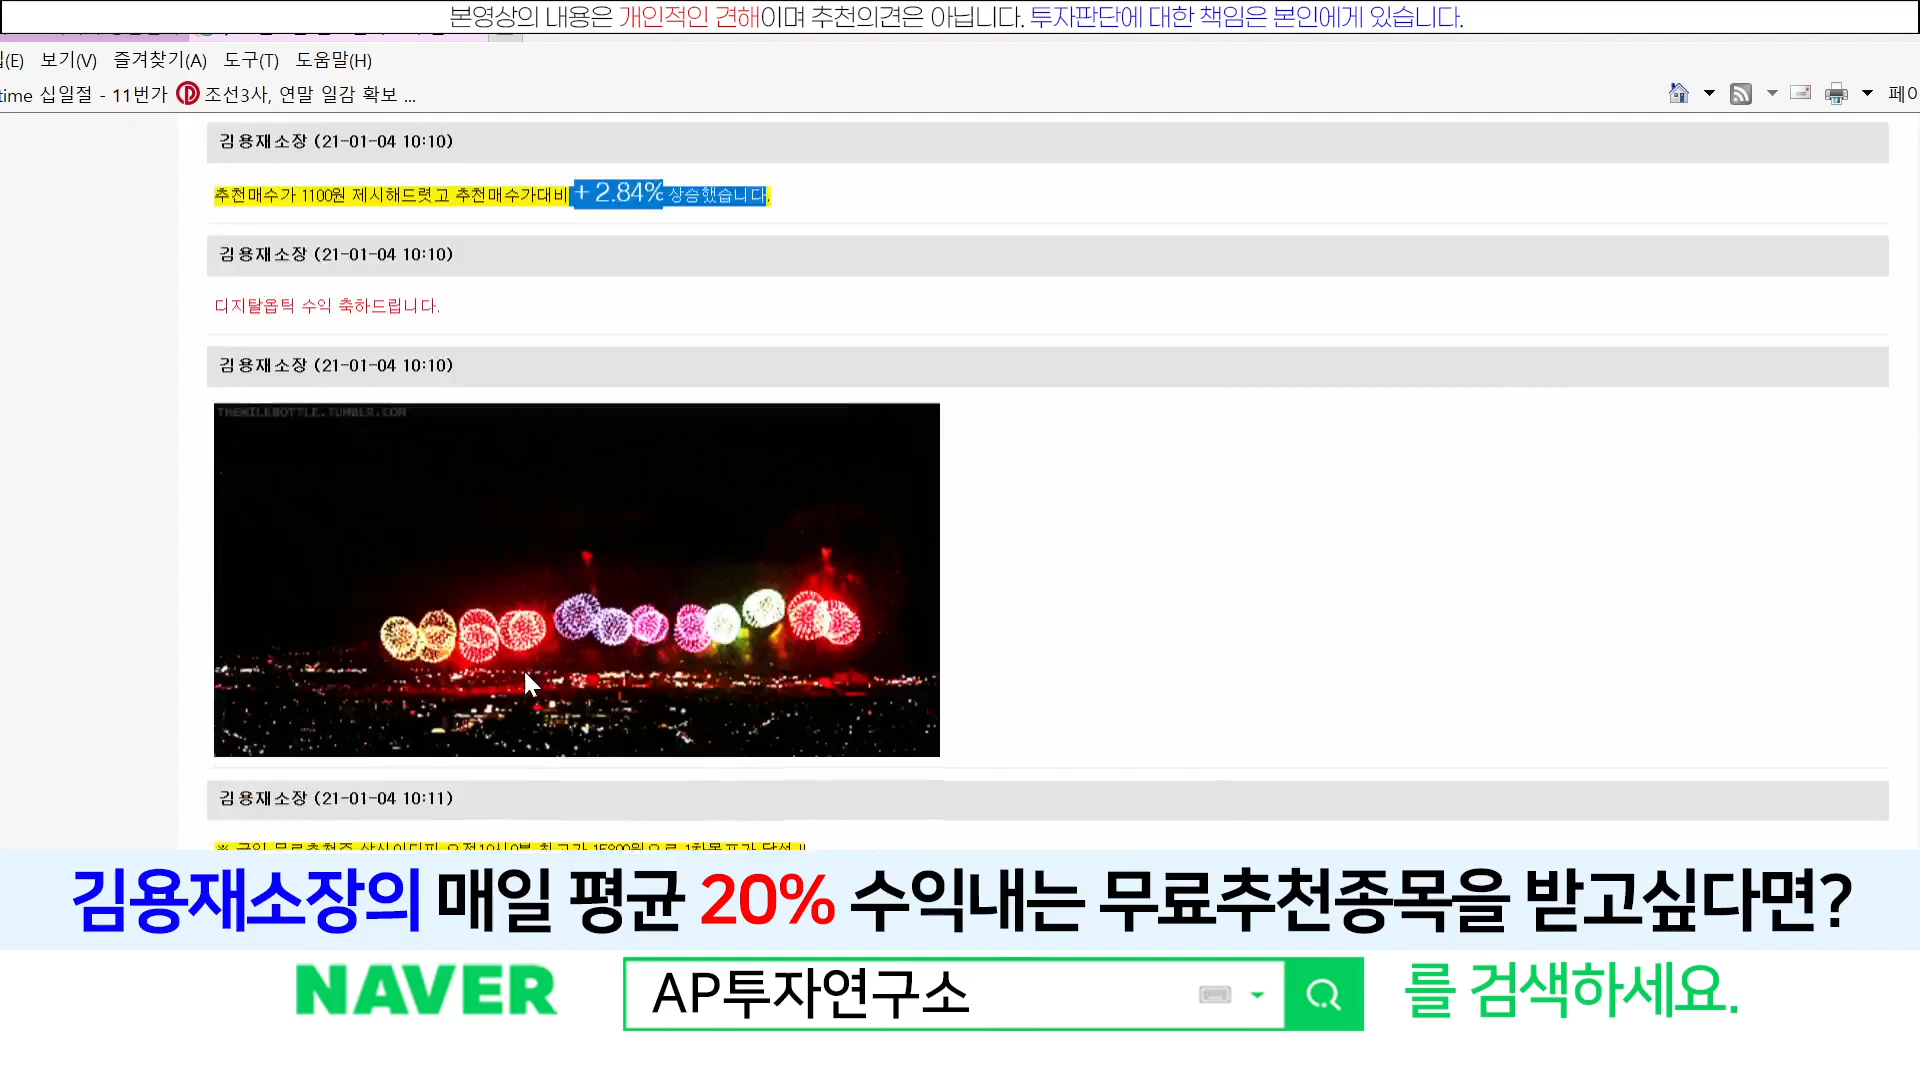 본영상의 내용은 개인적인 견해이며 추천의견은 아닙니다. 투자판단에 대한 책임은 본인에게 있습니다.
(E) 보기(V) 즐겨찾기(A) 도구(T) 도움말(H)
time 십일절 - 11번가 조선3사, 연말 일감 확보 ...
김용재소장 (21-01-04 10:10)
추천매수가 1100원 제시해드렷고 추천매수가대비 + 2.84% 상승했습니다.
김용재소장 (21-01-04 10:10)
디지탈옵틱 수익 축하드립니다.
김용재소장 (21-01-04 10:10)
김용재소장 (21-01-04 10:11)
김용재소장의 매일 평균 20% 수익내는 무료추천종목을 받고싶다면?
NAVER AP투자연구소 를 검색하세요.